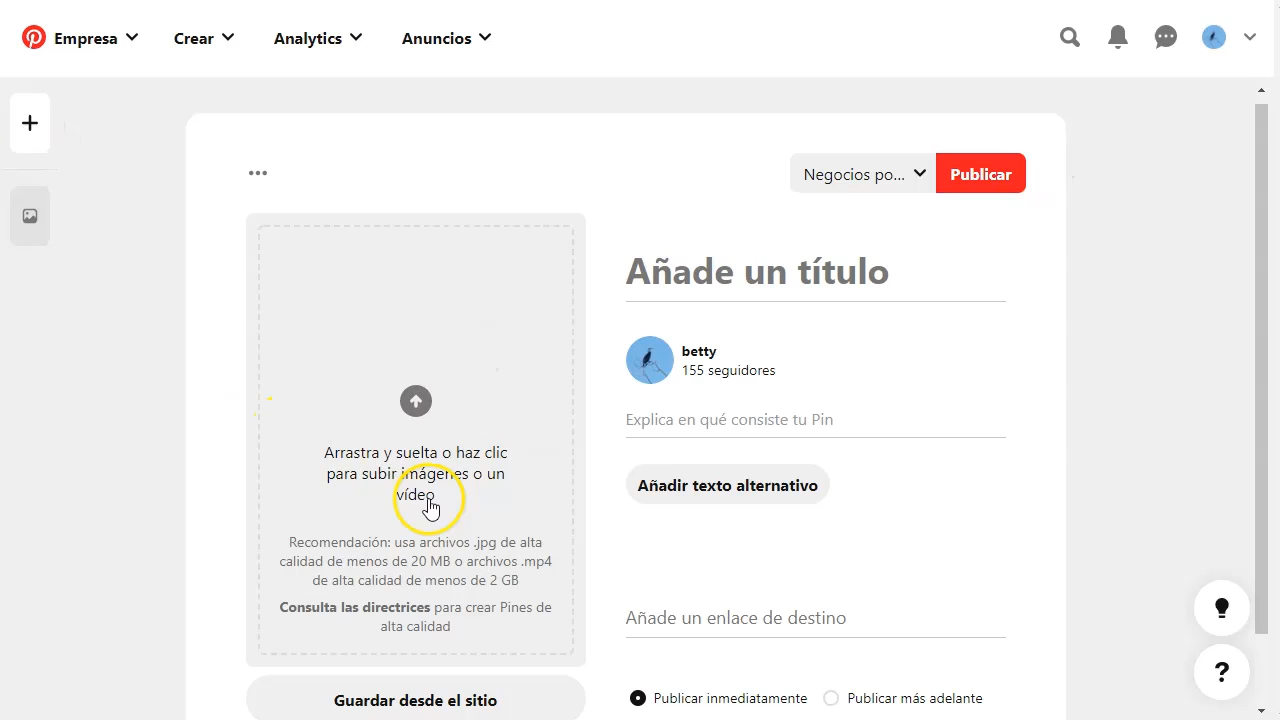 Empresa
Crear
Analytics
Anuncios
Negocios po...
Publicar
Añade un título
betty
155 seguidores
Explica en qué consiste tu Pin
Añadir texto alternativo
Añade un enlace de destino
Publicar inmediatamente
Publicar más adelante
Arrastra y suelta o haz clic
para subir imágenes o un
vídeo
Recomendación: usa archivos .jpg de alta
calidad de menos de 20 MB o archivos .mp4
de alta calidad de menos de 2 GB
Consulta las directrices para crear Pines de
alta calidad
Guardar desde el sitio
?